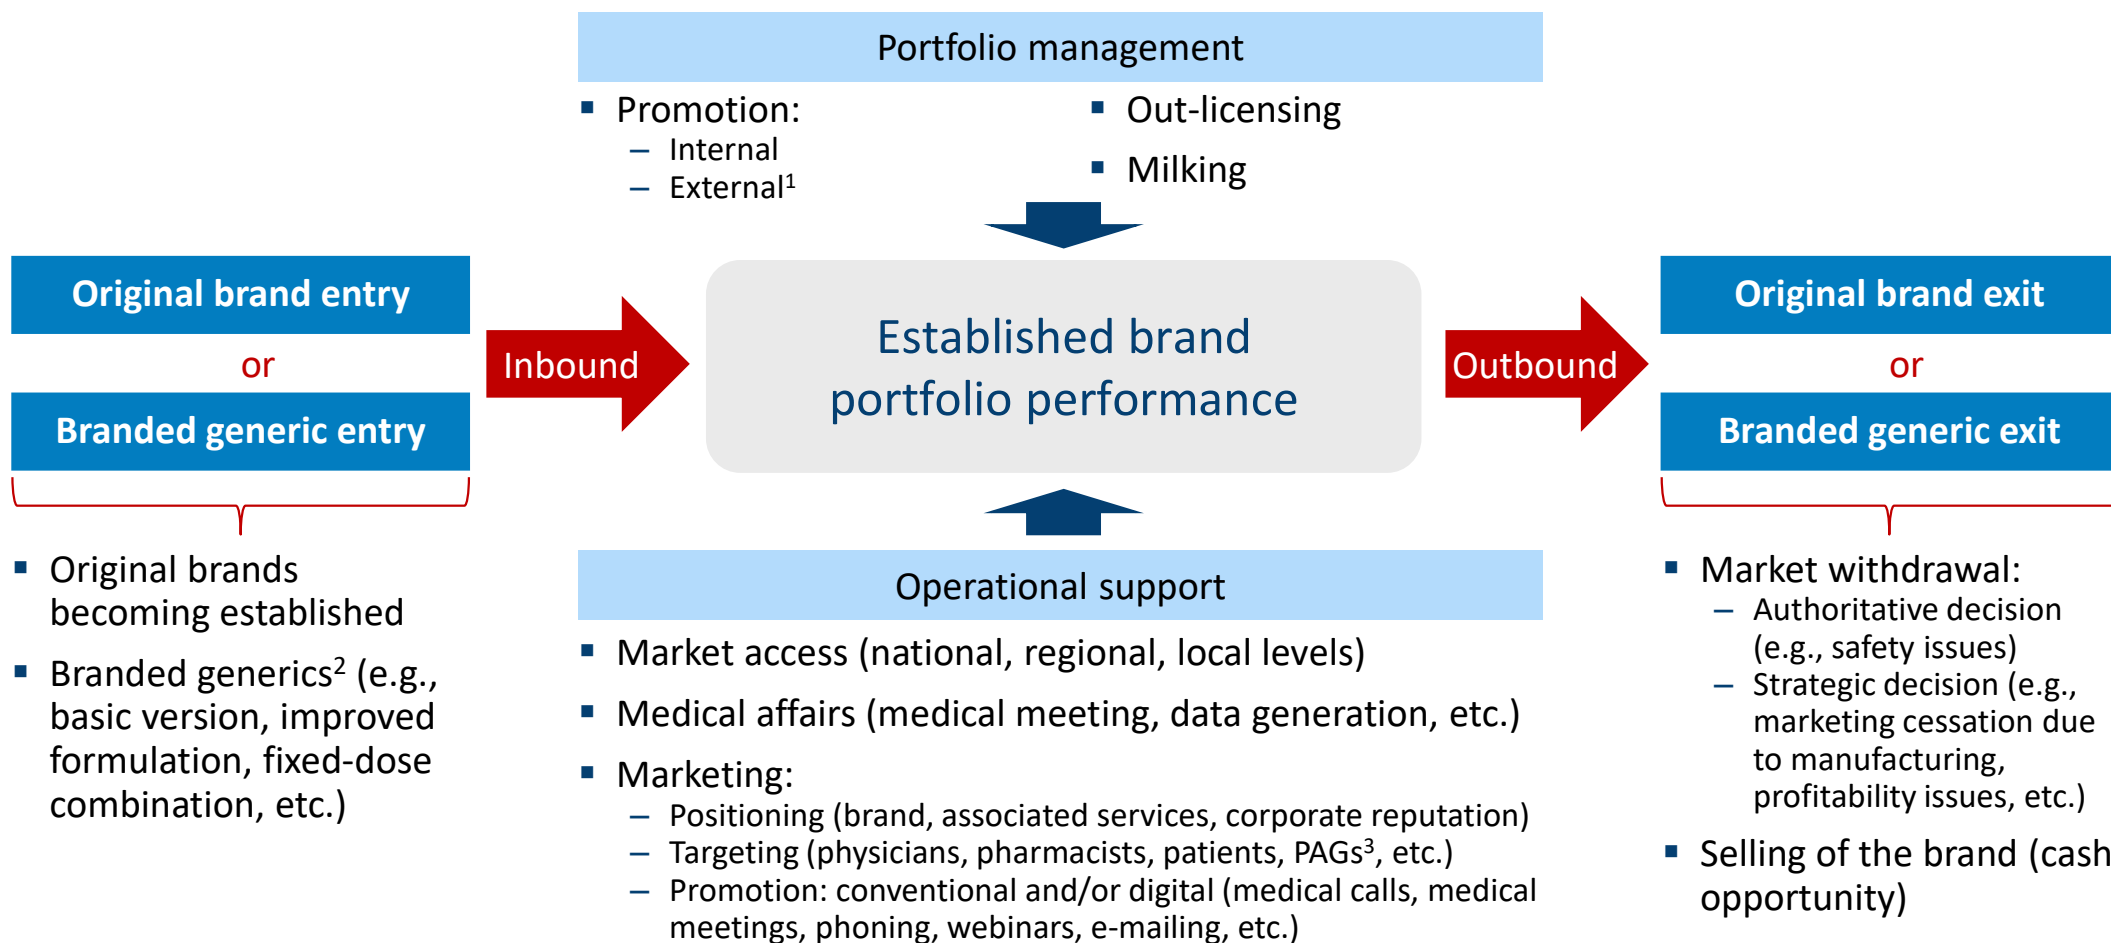 Portfolio management
▪ Promotion:
– Internal
– External¹
▪ Out-licensing
▪ Milking
Original brand entry
or
Branded generic entry
Inbound
Established brand
portfolio performance
Outbound
Original brand exit
or
Branded generic exit
▪ Original brands
becoming established
▪ Branded generics² (e.g.,
basic version, improved
formulation, fixed-dose
combination, etc.)
Operational support
▪ Market access (national, regional, local levels)
▪ Medical affairs (medical meeting, data generation, etc.)
▪ Marketing:
– Positioning (brand, associated services, corporate reputation)
– Targeting (physicians, pharmacists, patients, PAGs³, etc.)
– Promotion: conventional and/or digital (medical calls, medical
meetings, phoning, webinars, e-mailing, etc.)
▪ Market withdrawal:
– Authoritative decision
(e.g., safety issues)
– Strategic decision (e.g.,
marketing cessation due
to manufacturing,
profitability issues, etc.)
▪ Selling of the brand (cash
opportunity)